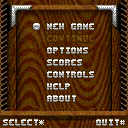 NEW GAME
CONTINUE
OPTIONS
SCORES
CONTROLS
HELP
ABOUT
SELECT* QUIT*